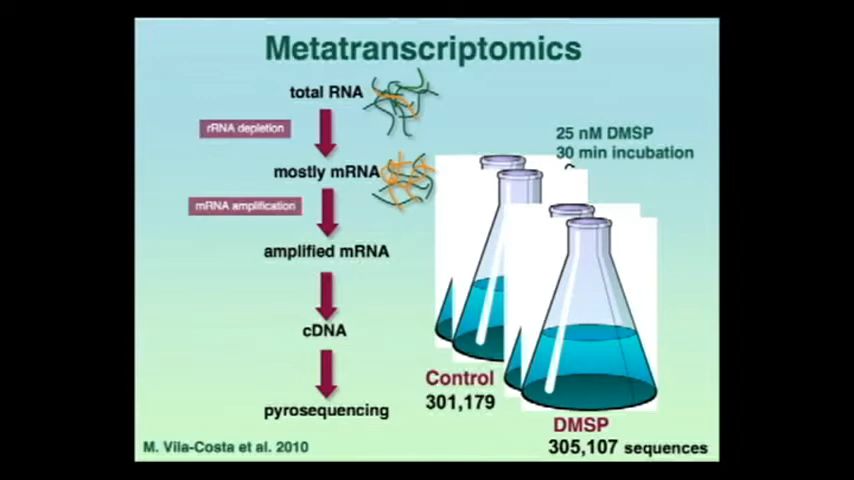 Metatranscriptomics
total RNA
rRNA depletion
mostly mRNA
mRNA amplification
amplified mRNA
cDNA
pyrosequencing
25 nM DMSP
30 min incubation
Control
301,179
DMSP
305,107 sequences
M. Vila-Costa et al. 2010